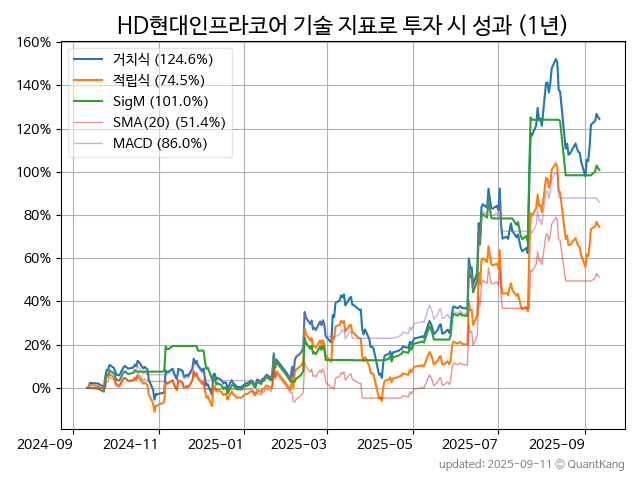 HD현대인프라코어 기술 지표로 투자 시 성과 (1년)
160%
140%
120%
100%
80%
60%
40%
20%
0%
거치식 (124.6%)
적립식 (74.5%)
SigM (101.0%)
SMA(20) (51.4%)
MACD (86.0%)
2024-09
2024-11
2025-01
2025-03
2025-05
2025-07
2025-09
updated: 2025-09-11 © QuantKang